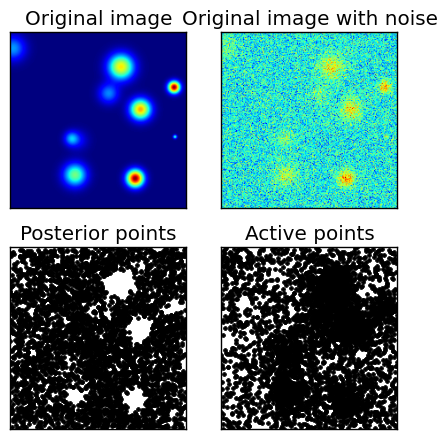 Original image
Original image with noise
Posterior points
Active points